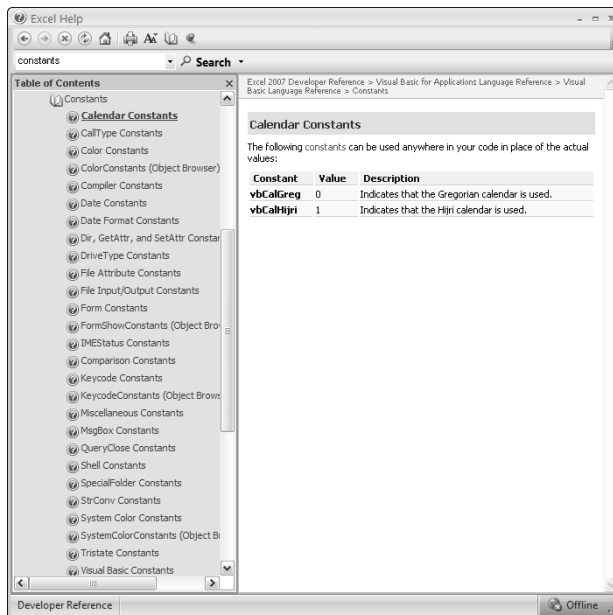 Excel Help
constants
Search
Table of Contents
Constants
Calendar Constants
CallType Constants
Color Constants
ColorConstants (Object Browser)
Compiler Constants
Date Constants
Date Format Constants
Dir, GetAttr, and SetAttr Constar
DriveType Constants
File Attribute Constants
File Input/Output Constants
Form Constants
FormShowConstants (Object Bro
IMEStatus Constants
Comparison Constants
Keycode Constants
KeycodeConstants (Object Brows
Miscellaneous Constants
MsgBox Constants
QueryClose Constants
Shell Constants
SpecialFolder Constants
StrConv Constants
System Color Constants
SystemColorConstants (Object B
Tristate Constants
Visual Basic Constants
Excel 2007 Developer Reference > Visual Basic for Applications Language Reference > Visual
Basic Language Reference > Constants
Calendar Constants
The following constants can be used anywhere in your code in place of the actual
values:
Constant Value Description
vbCalGreg 0 Indicates that the Gregorian calendar is used.
vbCalHijri 1 Indicates that the Hijri calendar is used.
Developer Reference
Offline